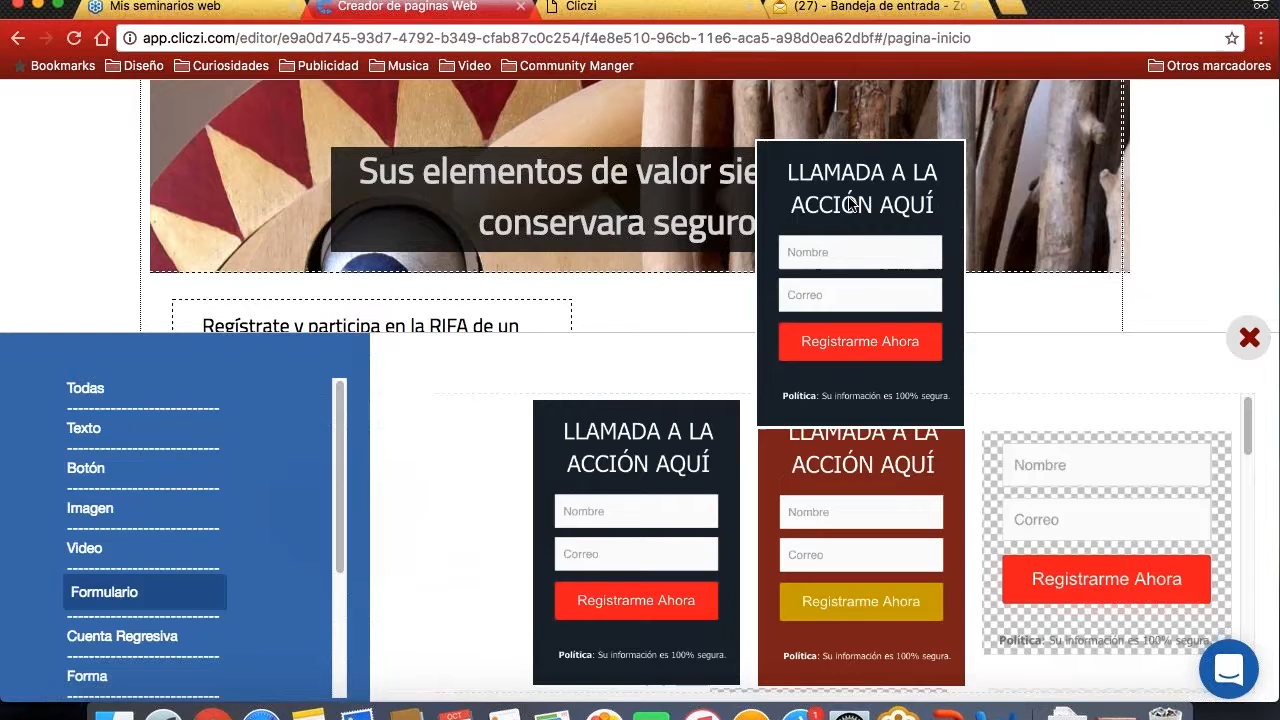 Mis seminarios web
Creador de paginas Web
Cliczi
(27) - Bandeja de entrada - Zo
app.cliczi.com/editor/e9a0d745-93d7-4792-b349-cfab87c0c254/f4e8e510-96cb-11e6-aca5-a98d0ea62dbf#/pagina-inicio
Bookmarks
Diseño
Curiosidades
Publicidad
Musica
Video
Community Manger
Otros marcadores
Sus elementos de valor sie
conservara seguro
Regístrate y participa en la RIFA de un
LLAMADA A LA
ACCIÓN AQUÍ
Nombre
Correo
Registrarme Ahora
Política: Su información es 100% segura.
Todas
Texto
Botón
Imagen
Video
Formulario
Cuenta Regresiva
Forma
LLAMADA A LA
ACCIÓN AQUÍ
Nombre
Correo
Registrarme Ahora
Política: Su información es 100% segura.
LLAMADA A LA
ACCIÓN AQUÍ
Nombre
Correo
Registrarme Ahora
Política: Su información es 100% segura.
Nombre
Correo
Registrarme Ahora
Política: Su información es 100% segura.
OCT
1